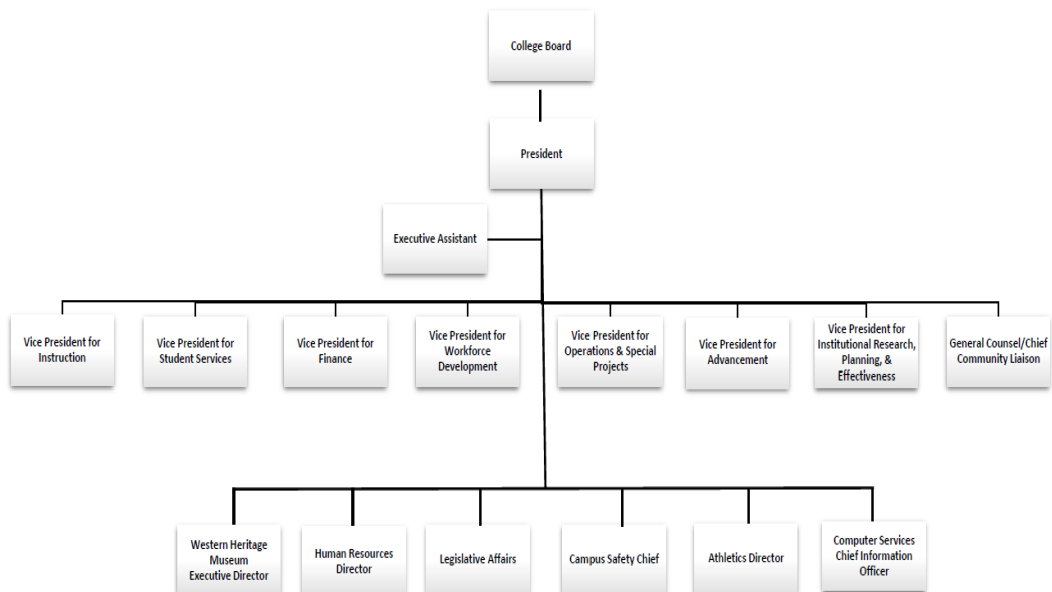 College Board
President
Executive Assistant
Vice President for
Instruction
Vice President for
Student Services
Vice President for
Finance
Vice President for
Workforce
Development
Vice President for
Operations & Special
Projects
Vice President for
Advancement
Vice President for
Institutional Research,
Planning, &
Effectiveness
General Counsel/Chief
Community Liaison
Western Heritage
Museum
Executive Director
Human Resources
Director
Legislative Affairs
Campus Safety Chief
Athletics Director
Computer Services
Chief Information
Officer